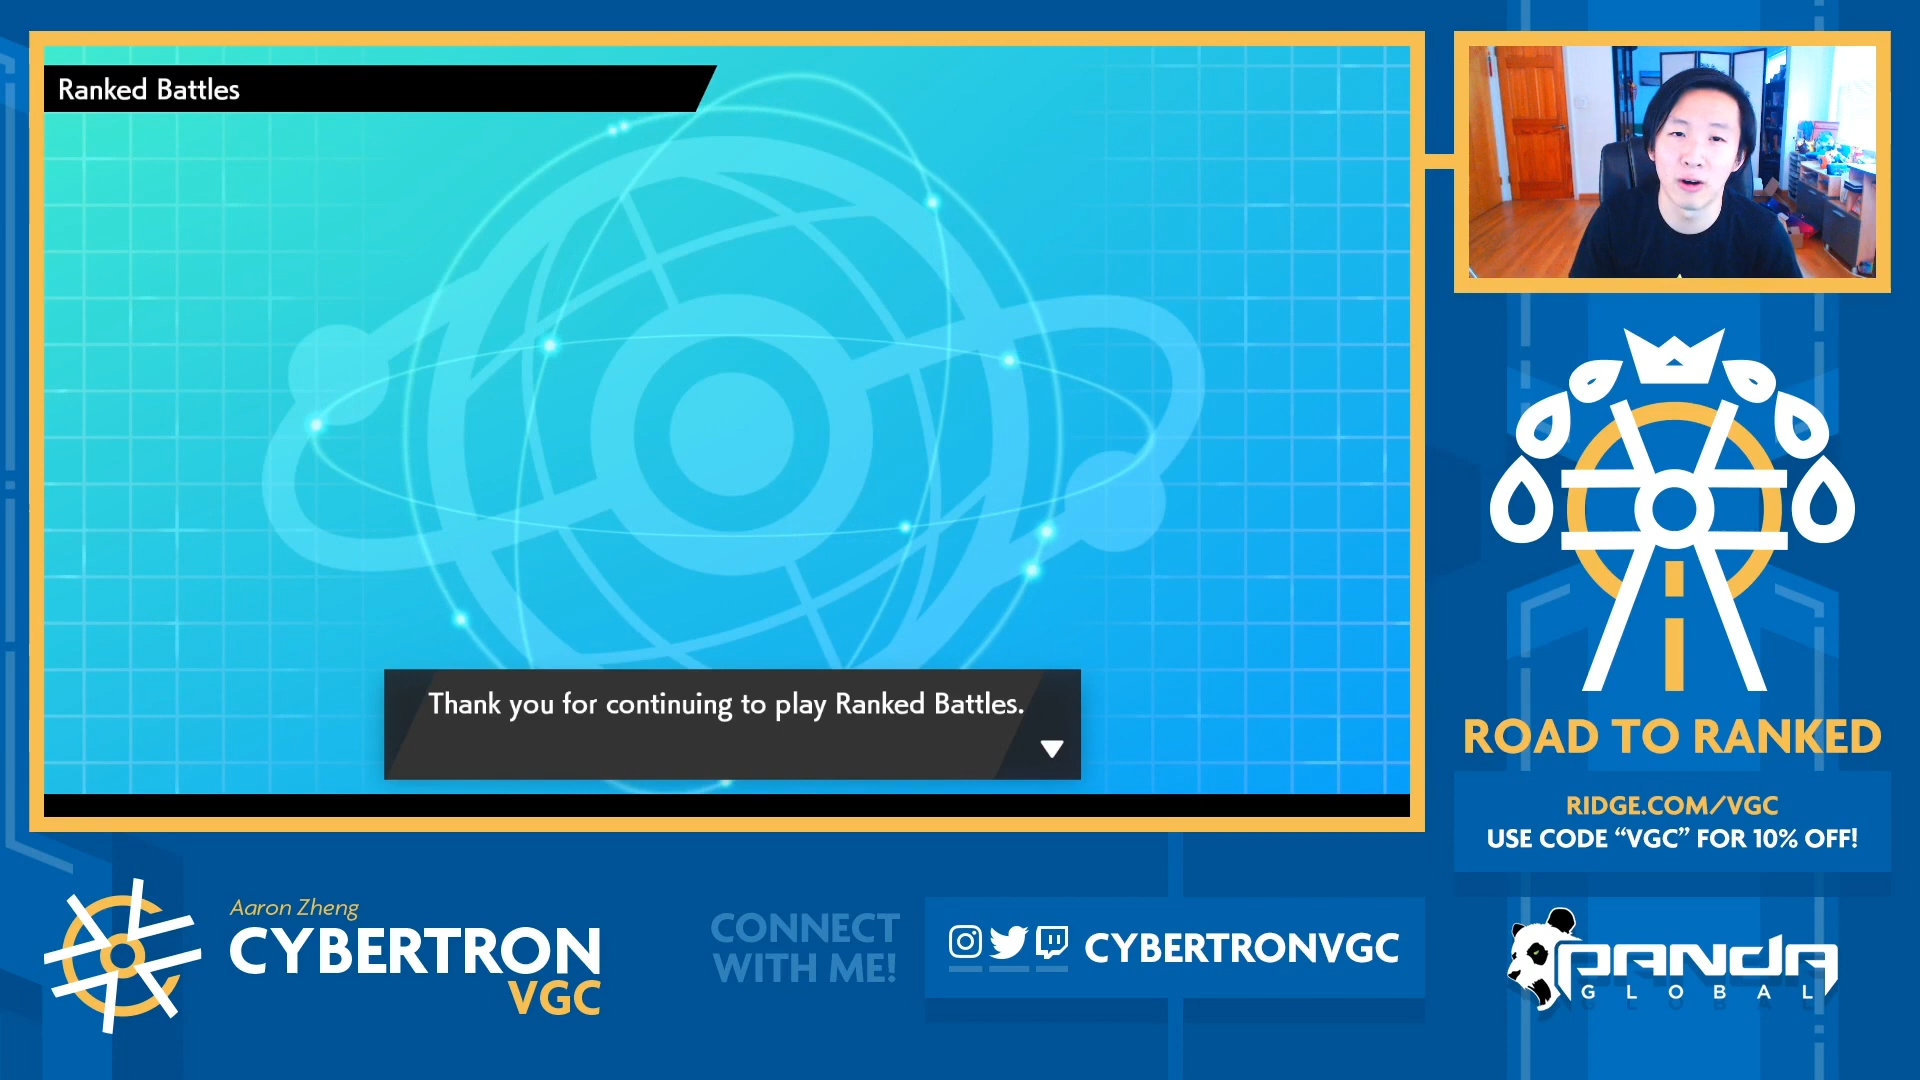 Ranked Battles
Thank you for continuing to play Ranked Battles.
ROAD TO RANKED
RIDGE.COM/VGC
USE CODE “VGC” FOR 10% OFF!
Aaron Zheng
CYBERTRON
VGC
CONNECT
WITH ME!
CYBERTRONVGC
PANDA
GLOBAL